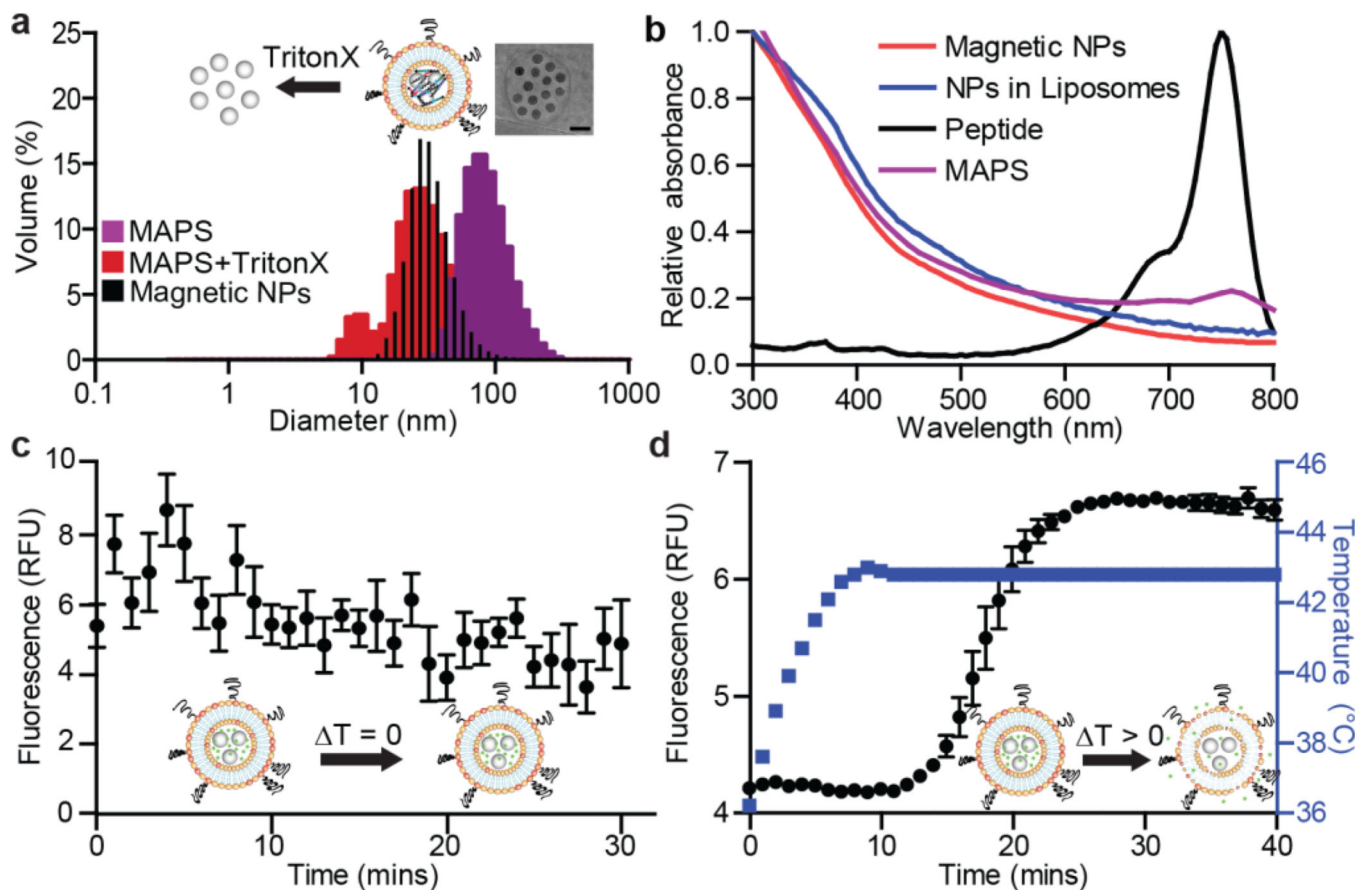 a
25
20
15
10
5
0
Volume (%)
TritonX
MAPS
MAPS+TritonX
Magnetic NPs
0.1
1
10
100
1000
Diameter (nm)
b
1.0
0.8
0.6
0.4
0.2
0.0
Relative absorbance
Magnetic NPs
NPs in Liposomes
Peptide
MAPS
300
400
500
600
700
800
Wavelength (nm)
c
10
8
6
4
2
0
Fluorescence (RFU)
ΔT = 0
0
10
20
30
Time (mins)
d
7
6
5
4
Fluorescence (RFU)
ΔT > 0
46
44
42
40
38
36
Temperature (°C)
0
10
20
30
40
Time (mins)